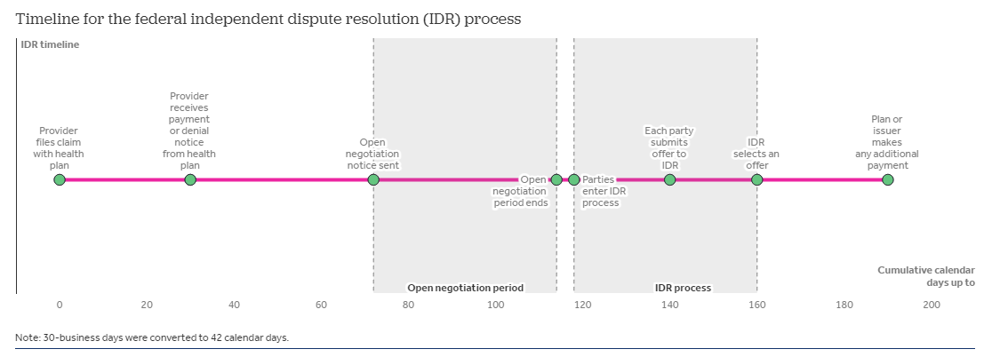 Timeline for the federal independent dispute resolution (IDR) process
IDR timeline
Provider
files claim
with health
plan
Provider
receives
payment
or denial
notice
from health
plan
Open
negotiation
notice sent
Open
negotiation
period ends
Parties
enter IDR
process
Each party
submits
offer to
IDR
IDR
selects an
offer
Plan or
issuer
makes
any additional
payment
Cumulative calendar
days up to
Open negotiation period
IDR process
0 20 40 60 80 100 120 140 160 180 200
Note: 30-business days were converted to 42 calendar days.